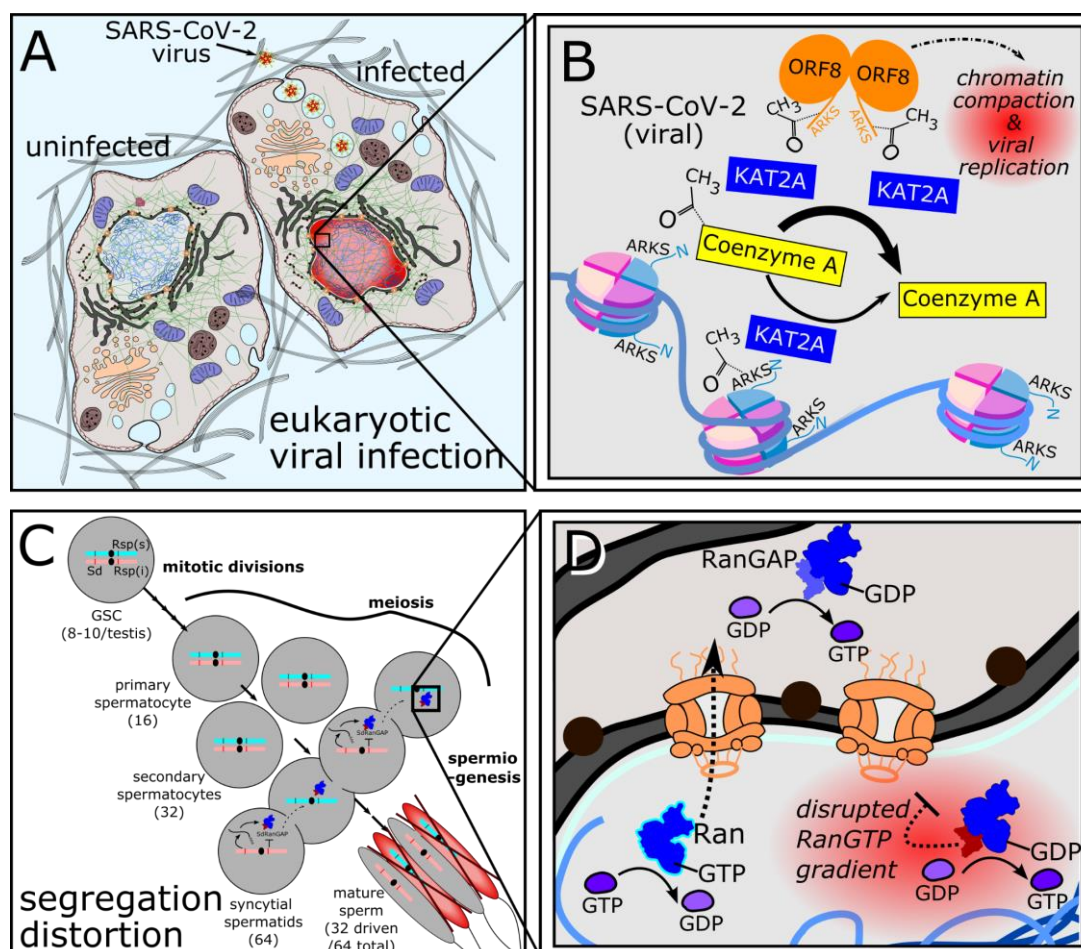 A
SARS-CoV-2
virus
infected
uninfected
eukaryotic
viral infection
B
ORF8
ORF8
SARS-CoV-2
(viral)
CH3
O
ARKS
ARKS
CH3
O
chromatin
compaction
&
viral
replication
KAT2A
KAT2A
CH3
O
Coenzyme A
Coenzyme A
ARKS
N
ARKS
N
KAT2A
O
CH3
ARKS
N
ARKS
N
ARKS
N
ARKS
N
C
Rsp(s)
Sd
Rsp(i)
GSC
(8-10/testis)
mitotic divisions
meiosis
primary
spermatocyte
(16)
SdRanGAP
secondary
spermatocytes
(32)
spermio
-genesis
SdRanGAP
syncytial
spermatids
(64)
mature
sperm
(32 driven
/64 total)
segregation
distortion
D
RanGAP
GDP
GDP
GTP
Ran
GTP
GTP
GDP
disrupted
RanGTP
gradient
GDP
GDP
GTP